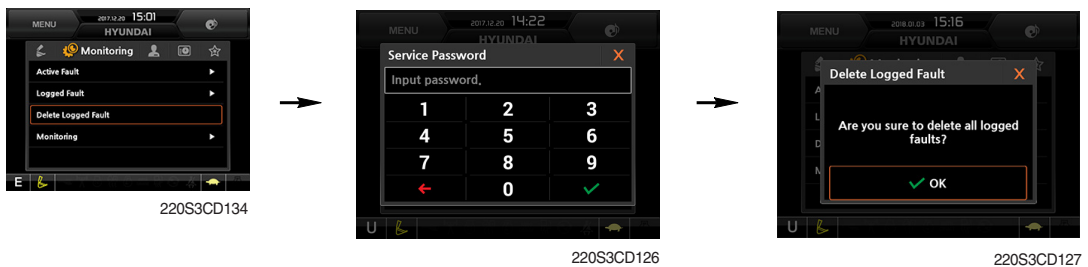 MENU
2017.12.20 15:01
HYUNDAI
Monitoring
Active Fault
Logged Fault
Delete Logged Fault
Monitoring
E
220S3CD134
MENU
2017.12.20 14:22
HYUNDAI
Service Password X
Input password.
1 2 3
4 5 6
7 8 9
0
U
220S3CD126
MENU
2018.01.03 15:16
HYUNDAI
Delete Logged Fault X
Are you sure to delete all logged
faults?
OK
U
220S3CD127